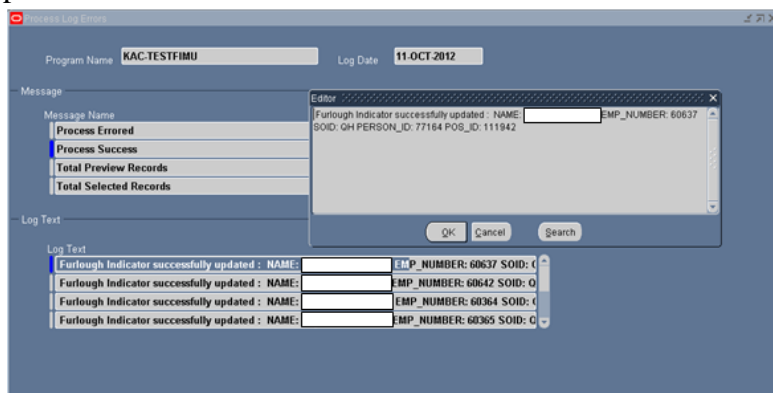 Process Log Errors
Program Name KAC-TESTFIMU Log Date 11-OCT-2012
Message
Message Name
Process Errored
Process Success
Total Preview Records
Total Selected Records
Editor
Furlough Indicator successfully updated : NAME: EMP_NUMBER: 60637
SOID: QH PERSON_ID: 77164 POS_ID: 111942
OK Cancel Search
Log Text
Log Text
Furlough Indicator successfully updated : NAME: EMP_NUMBER: 60637 SOID:
Furlough Indicator successfully updated : NAME: EMP_NUMBER: 60642 SOID: Q
Furlough Indicator successfully updated : NAME: EMP_NUMBER: 60364 SOID:
Furlough Indicator successfully updated : NAME: EMP_NUMBER: 60365 SOID: Q